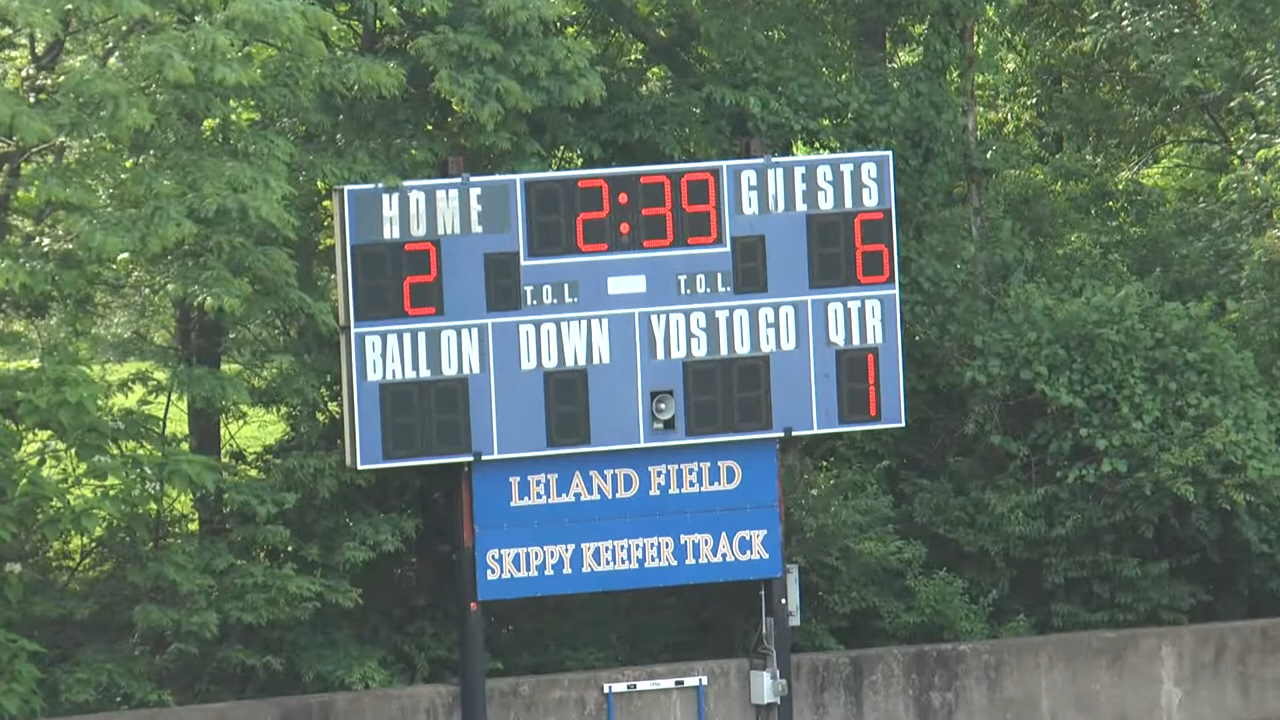 HOME 2:39 GUESTS
2 6
T. O. L. T. O. L.
BALL ON DOWN YDS TO GO QTR
1
LELAND FIELD
SKIPPY KEEFER TRACK